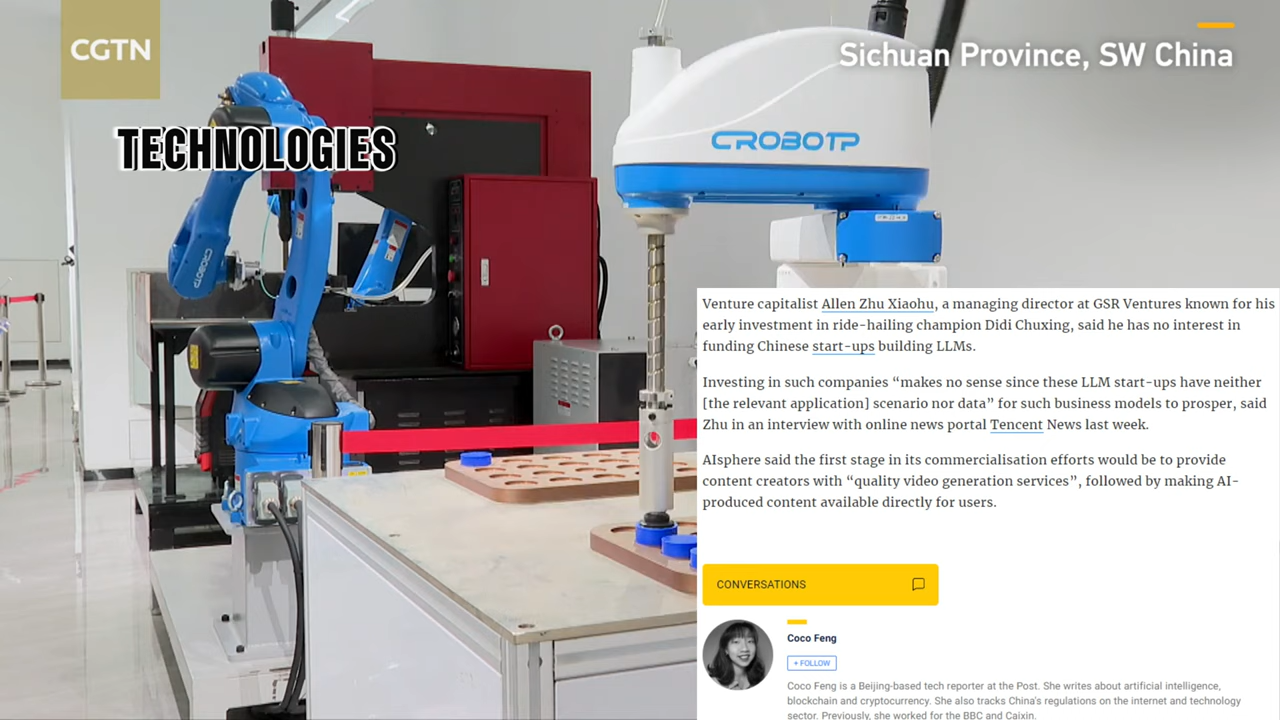 CGTN
Sichuan Province, SW China
TECHNOLOGIES
CROBOTP
CROBOTP
Venture capitalist Allen Zhu Xiaohu, a managing director at GSR Ventures known for his
early investment in ride-hailing champion Didi Chuxing, said he has no interest in
funding Chinese start-ups building LLMs.
Investing in such companies “makes no sense since these LLM start-ups have neither
[the relevant application] scenario nor data” for such business models to prosper, said
Zhu in an interview with online news portal Tencent News last week.
AIsphere said the first stage in its commercialisation efforts would be to provide
content creators with “quality video generation services”, followed by making AI-
produced content available directly for users.
CONVERSATIONS
Coco Feng
+ FOLLOW
Coco Feng is a Beijing-based tech reporter at the Post. She writes about artificial intelligence,
blockchain and cryptocurrency. She also tracks China's regulations on the internet and technology
sector. Previously, she worked for the BBC and Caixin.